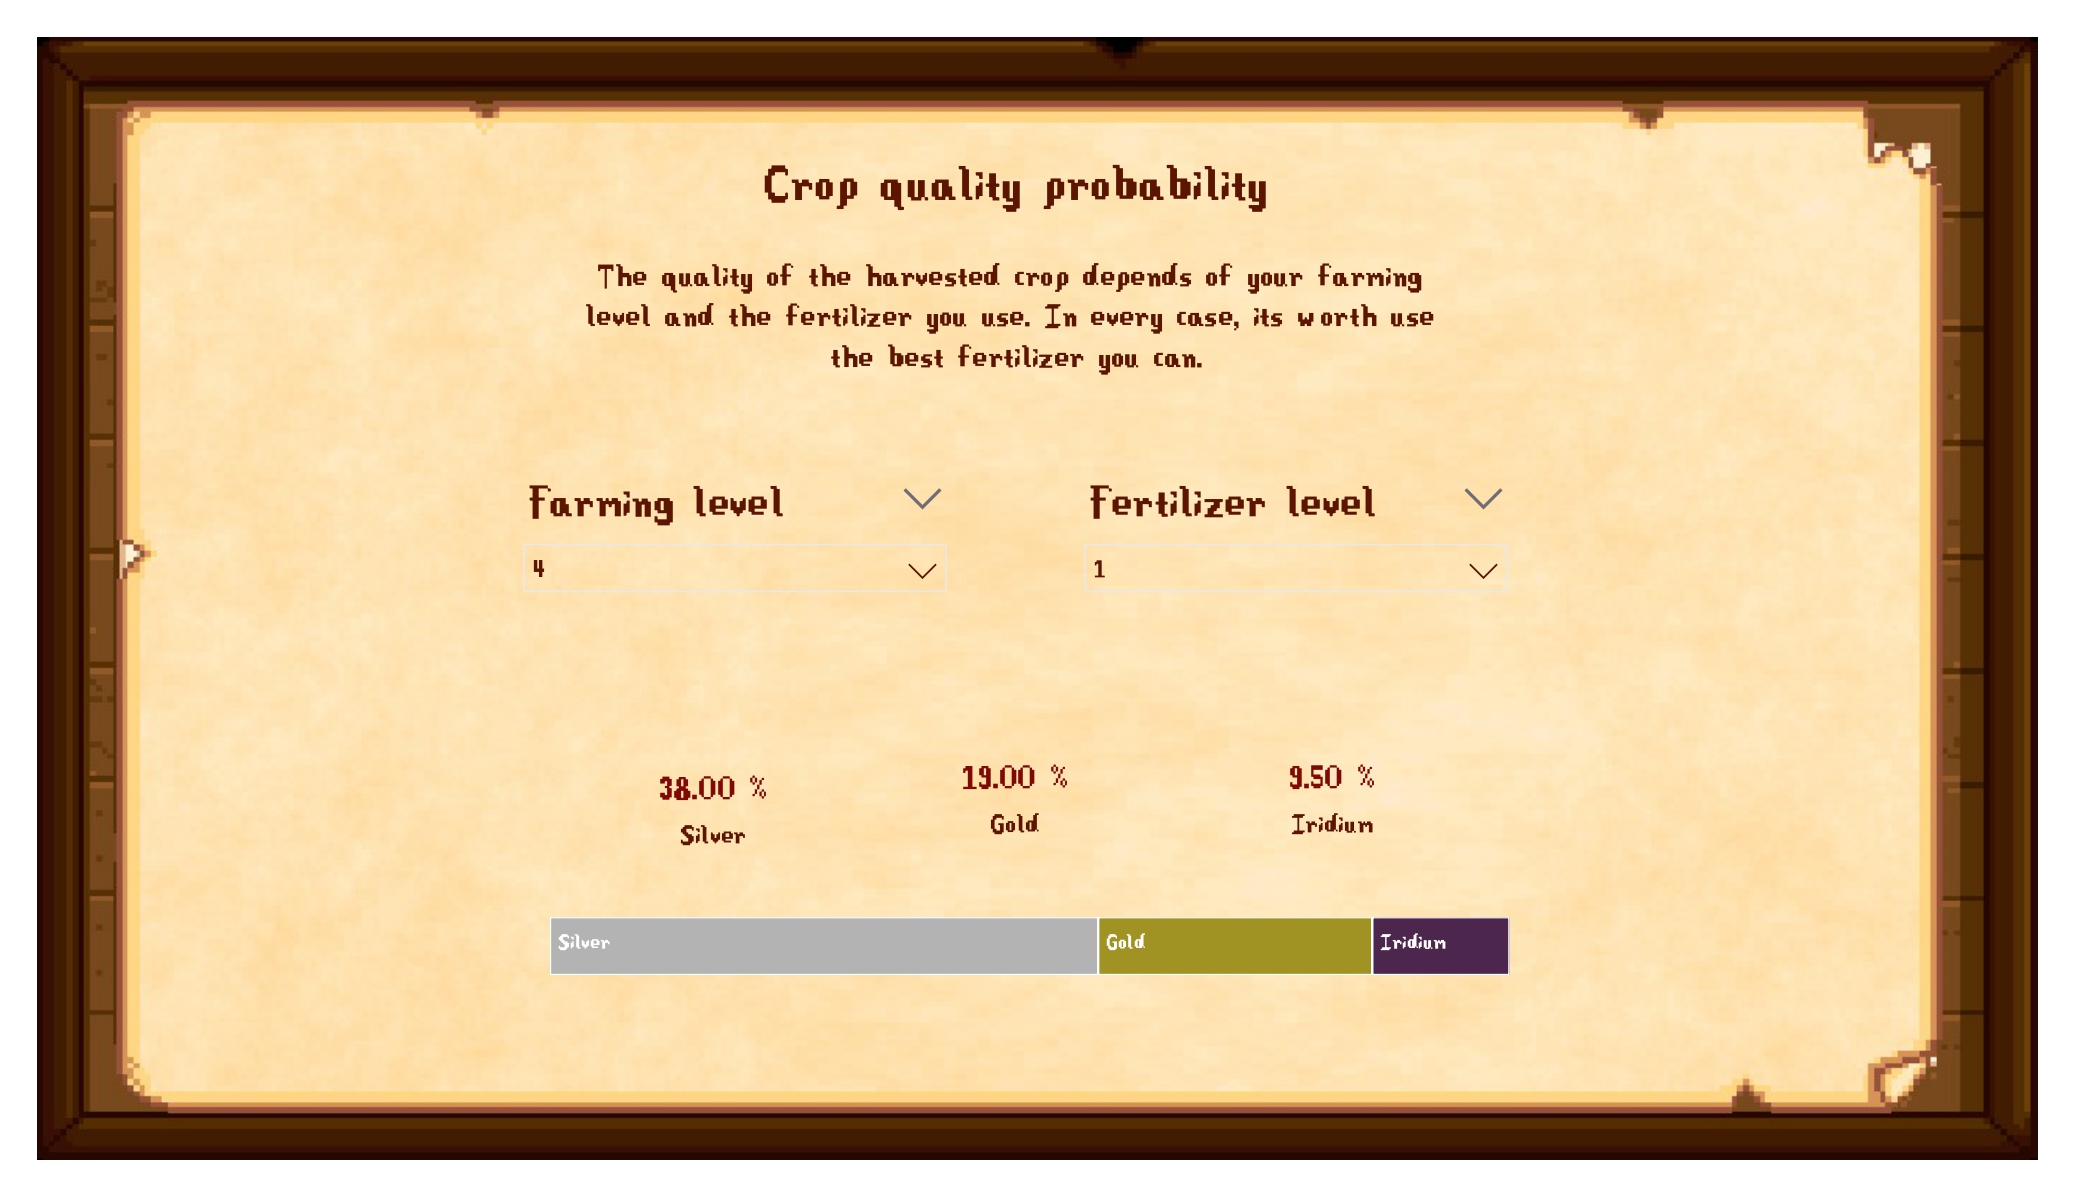 Crop quality probability
The quality of the harvested crop depends of your farming
level and the fertilizer you use. In every case, its worth use
the best fertilizer you can.
Farming level
Fertilizer level
4
1
38.00 %
19.00 %
9.50 %
Silver
Gold
Iridium
Silver
Gold
Iridium